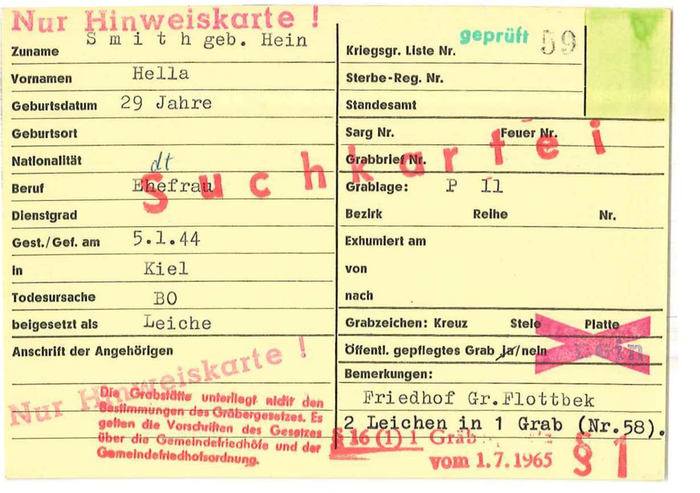 Nur Hinweiskarte !
Zuname Smith geb. Hein
Vornamen Hella
Geburtsdatum 29 Jahre
Geburtsort
Nationalität dt
Beruf Ehefrau
Dienstgrad
Gest./Gef. am 5.1.44
in Kiel
Todesursache BO
beigesetzt als Leiche
Anschrift der Angehörigen
Nur Hinweiskarte !
Die Grabstätte unterliegt nicht den
Bestimmungen des Gräbergesetzes. Es
gelten die Vorschriften des Gesetzes
über die Gemeindefriedhöfe und der
Gemeindefriedhofsordnung.
Suchkartei
geprüft
Kriegsgr. Liste Nr. 59
Sterbe-Reg. Nr.
Standesamt
Sarg Nr. Feuer Nr.
Grabbrief Nr.
Grablage: P Il
Bezirk Reihe Nr.
Exhumiert am
von
nach
Grabzeichen: Kreuz Stele Platte
Öffentl. gepflegtes Grab ja/nein nein
Bemerkungen:
Friedhof Gr.Flottbek
2 Leichen in 1 Grab (Nr.58).
§ 16 (1) 1
vom 1.7.1965
§ 1